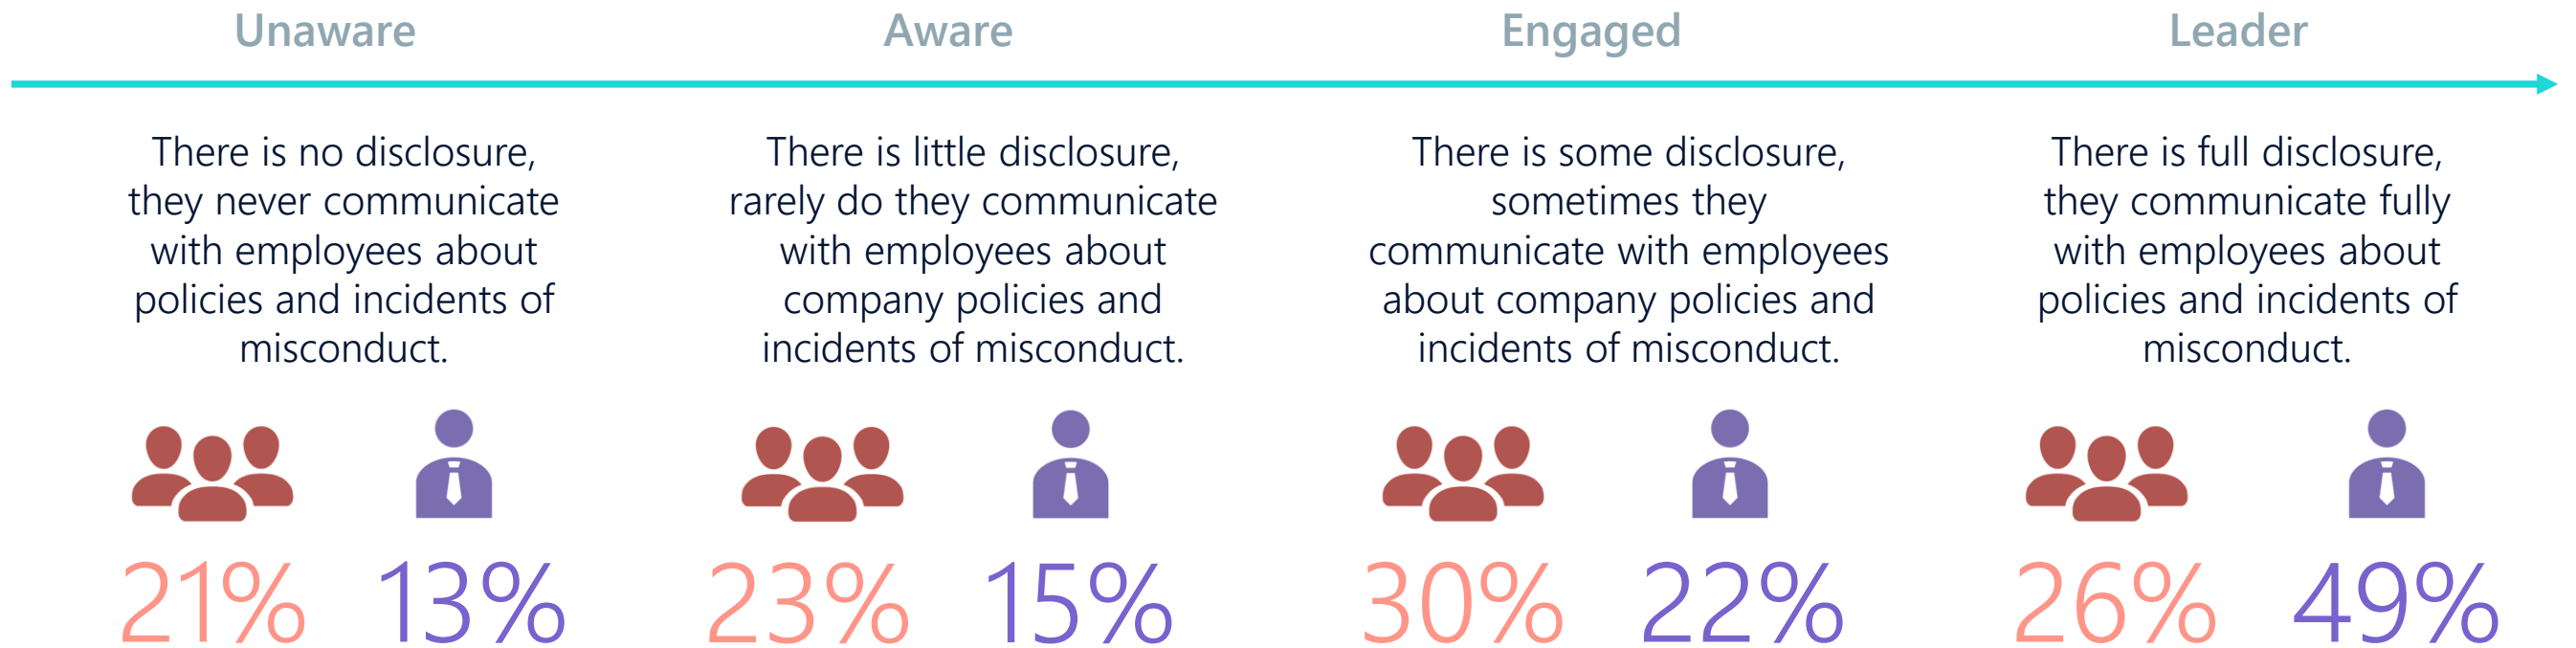 Unaware
There is no disclosure,
they never communicate
with employees about
policies and incidents of
misconduct.
21% 13%
Aware
There is little disclosure,
rarely do they communicate
with employees about
company policies and
incidents of misconduct.
23% 15%
Engaged
There is some disclosure,
sometimes they
communicate with employees
about company policies and
incidents of misconduct.
30% 22%
Leader
There is full disclosure,
they communicate fully
with employees about
policies and incidents of
misconduct.
26% 49%